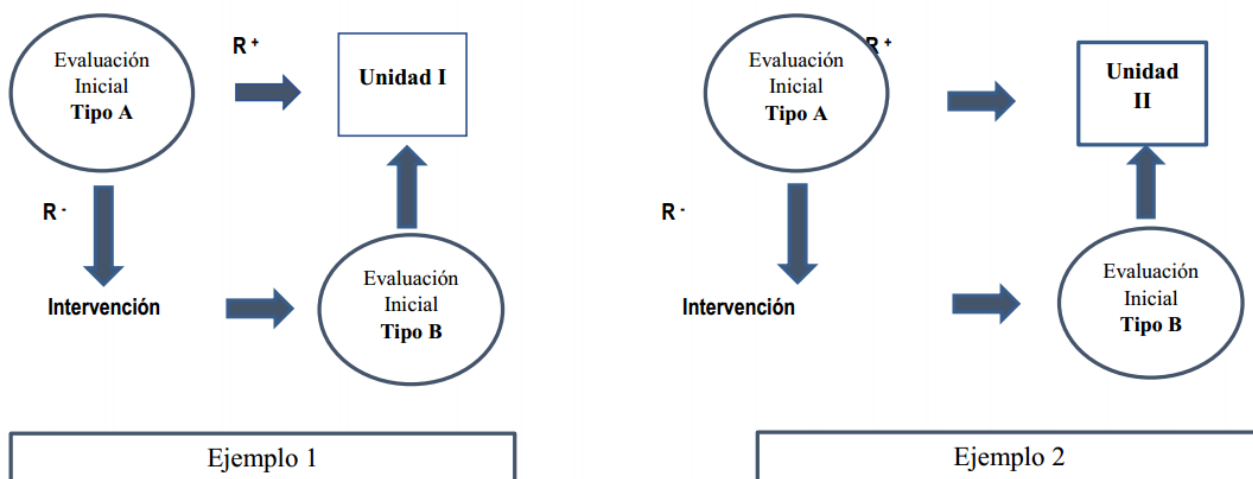 Evaluación
Inicial
Tipo A
R +
Unidad I
R -
Intervención
Evaluación
Inicial
Tipo B
Ejemplo 1
Evaluación
Inicial
Tipo A
R +
Unidad
II
R -
Intervención
Evaluación
Inicial
Tipo B
Ejemplo 2